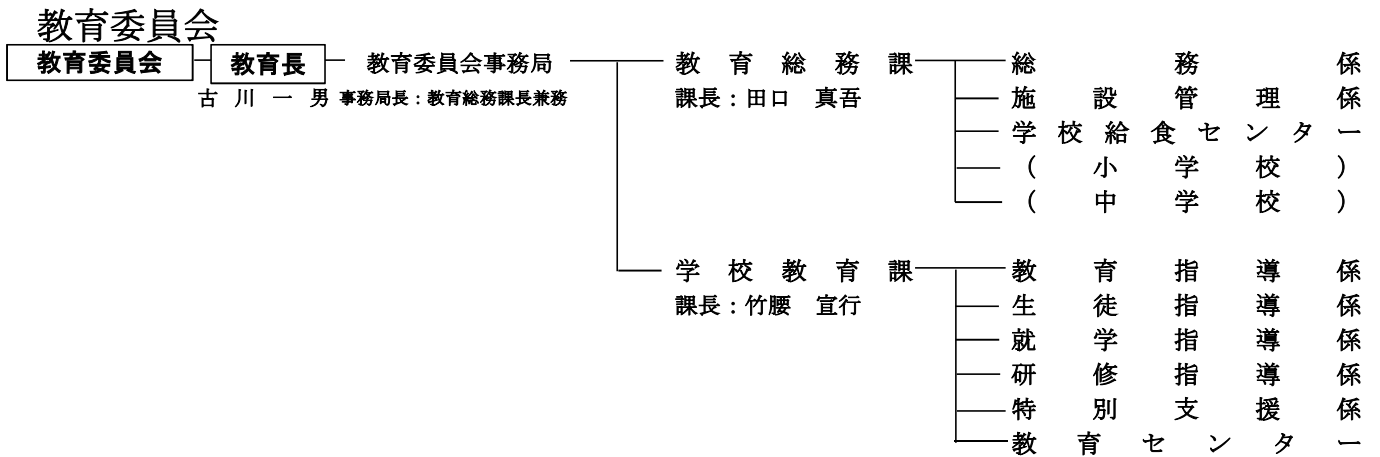 教育委員会
教育委員会 教育長 教育委員会事務局 教育総務課 総務係
古川一男 事務局長：教育総務課長兼務 課長：田口 真吾 施設管理係
学校給食センター
（小学校）
（中学校）
学校教育課 教育指導係
課長：竹腰 宣行 生徒指導係
就学指導係
研修指導係
特別支援係
教育センター